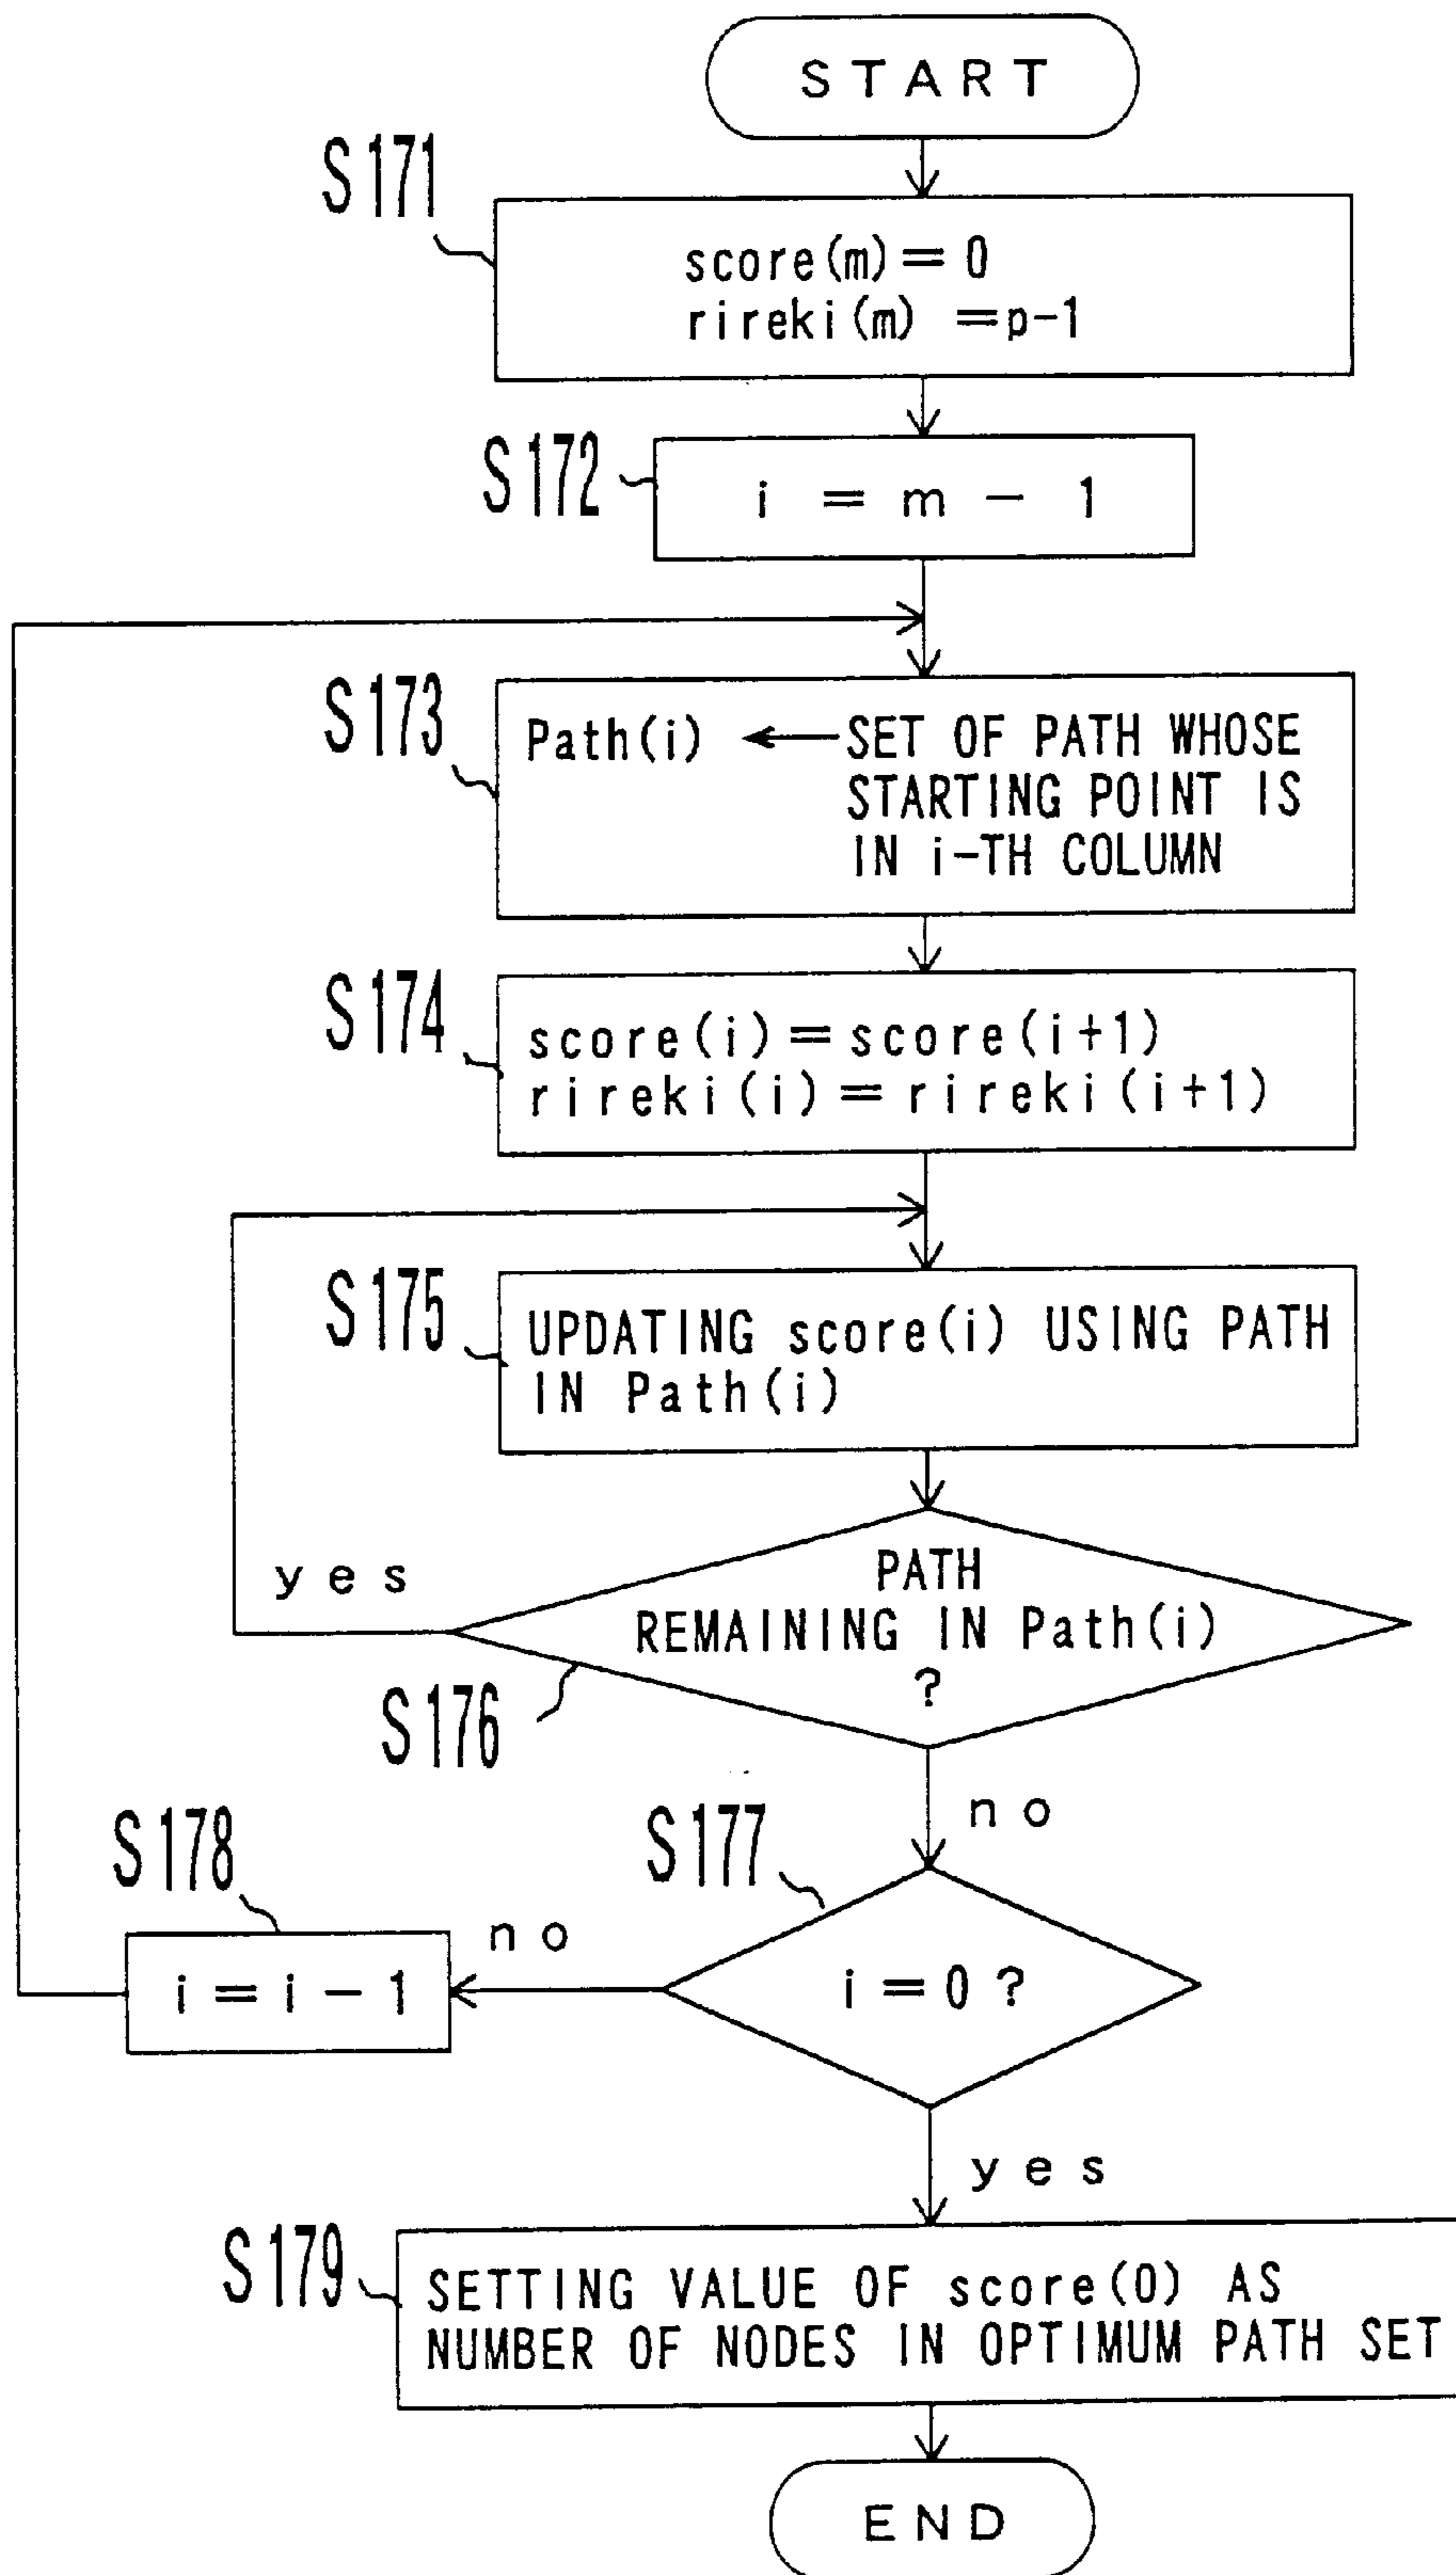 START
S171
score(m)=0
rireki(m) =p-1
S172
i = m - 1
S173
Path(i) ← SET OF PATH WHOSE
STARTING POINT IS
IN i-TH COLUMN
S174
score(i)=score(i+1)
rireki(i)=rireki(i+1)
S175
UPDATING score(i) USING PATH
IN Path(i)
yes
PATH
REMAINING IN Path(i)
?
S176
no
S177
S178
no
i=i-1
i=0?
yes
S179
SETTING VALUE OF score(0) AS
NUMBER OF NODES IN OPTIMUM PATH SET
END